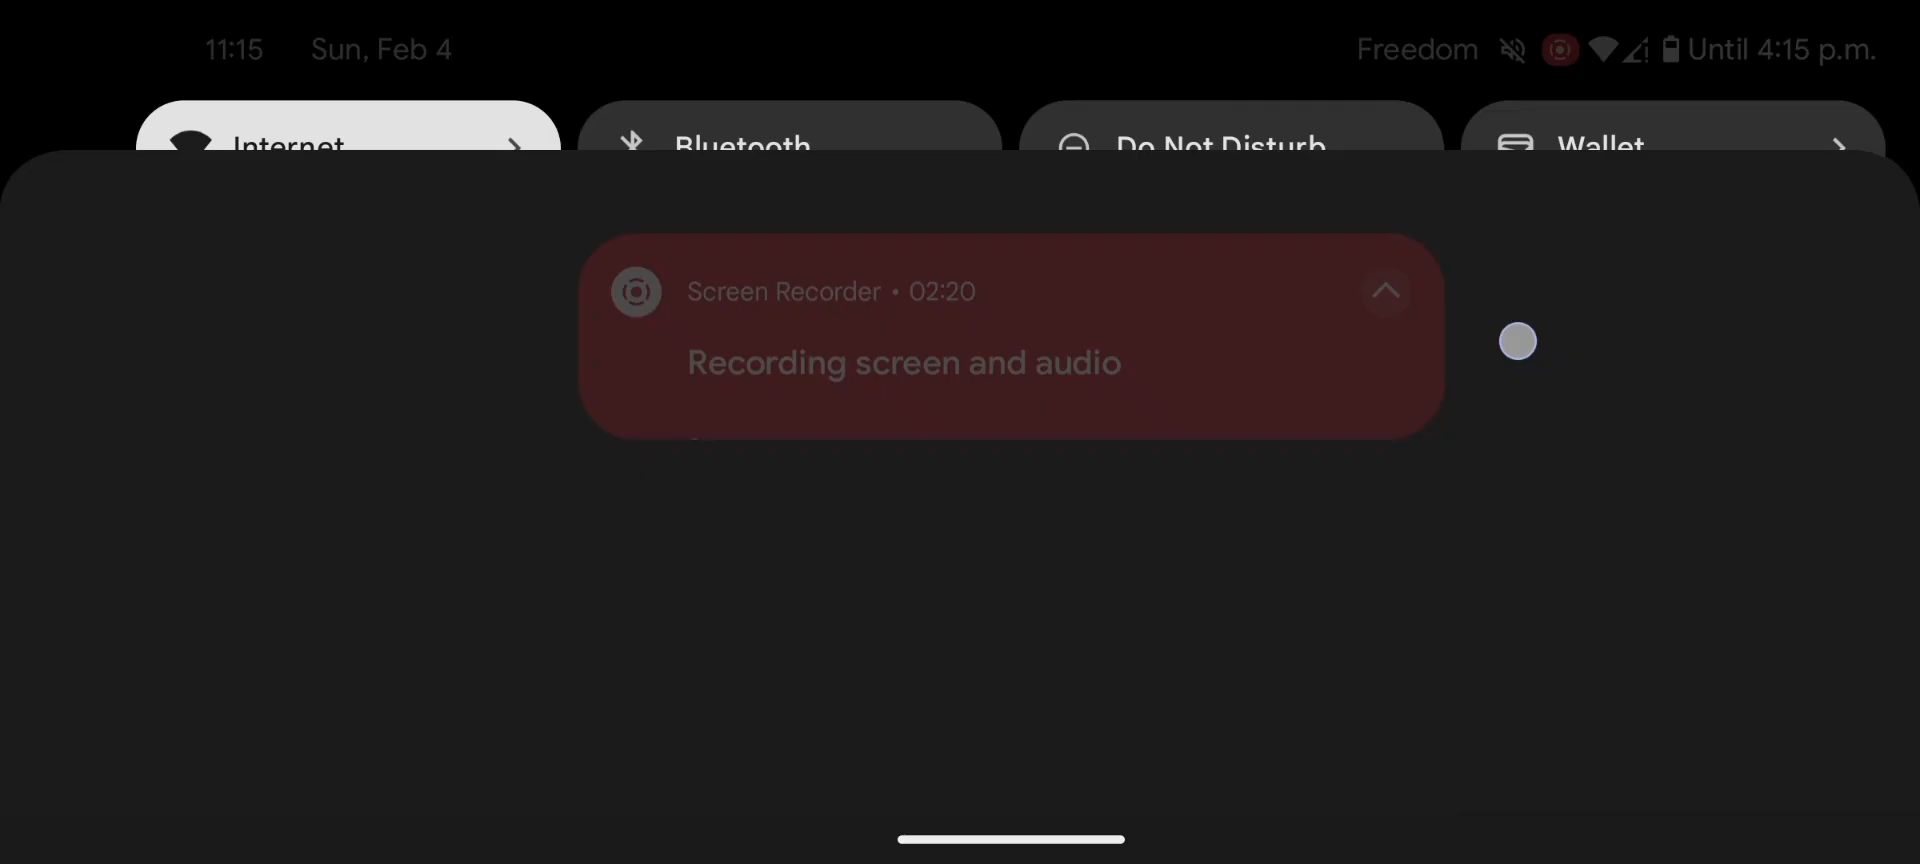 11:15 Sun, Feb 4 Freedom Until 4:15 p.m.
Internet Bluetooth Do Not Disturb Wallet
Screen Recorder • 02:20
Recording screen and audio